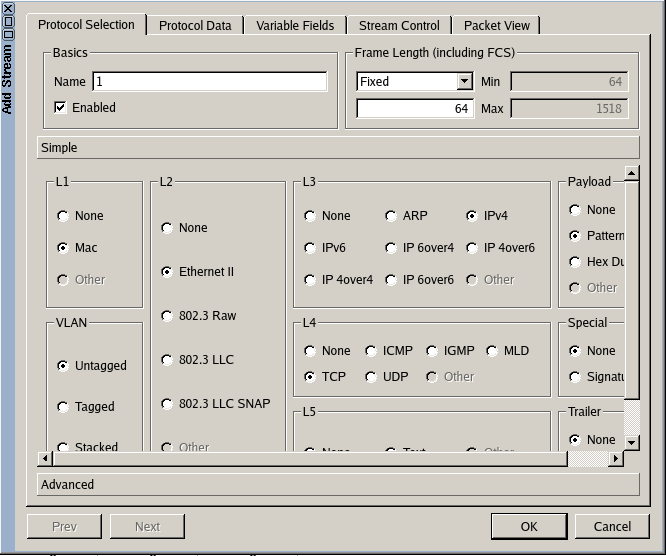 Add Stream
Protocol Selection Protocol Data Variable Fields Stream Control Packet View
Basics
Name 1
Enabled
Frame Length (including FCS)
Fixed Min 64
64 Max 1518
Simple
L1
None
Mac
Other
VLAN
Untagged
Tagged
Stacked
L2
None
Ethernet II
802.3 Raw
802.3 LLC
802.3 LLC SNAP
Other
L3
None ARP IPv4
IPv6 IP 6over4 IP 4over6
IP 4over4 IP 6over6 Other
L4
None ICMP IGMP MLD
TCP UDP Other
L5
None Text Other
Payload
None
Pattern
Hex Du
Other
Special
None
Signatu
Trailer
None
Advanced
Prev Next OK Cancel